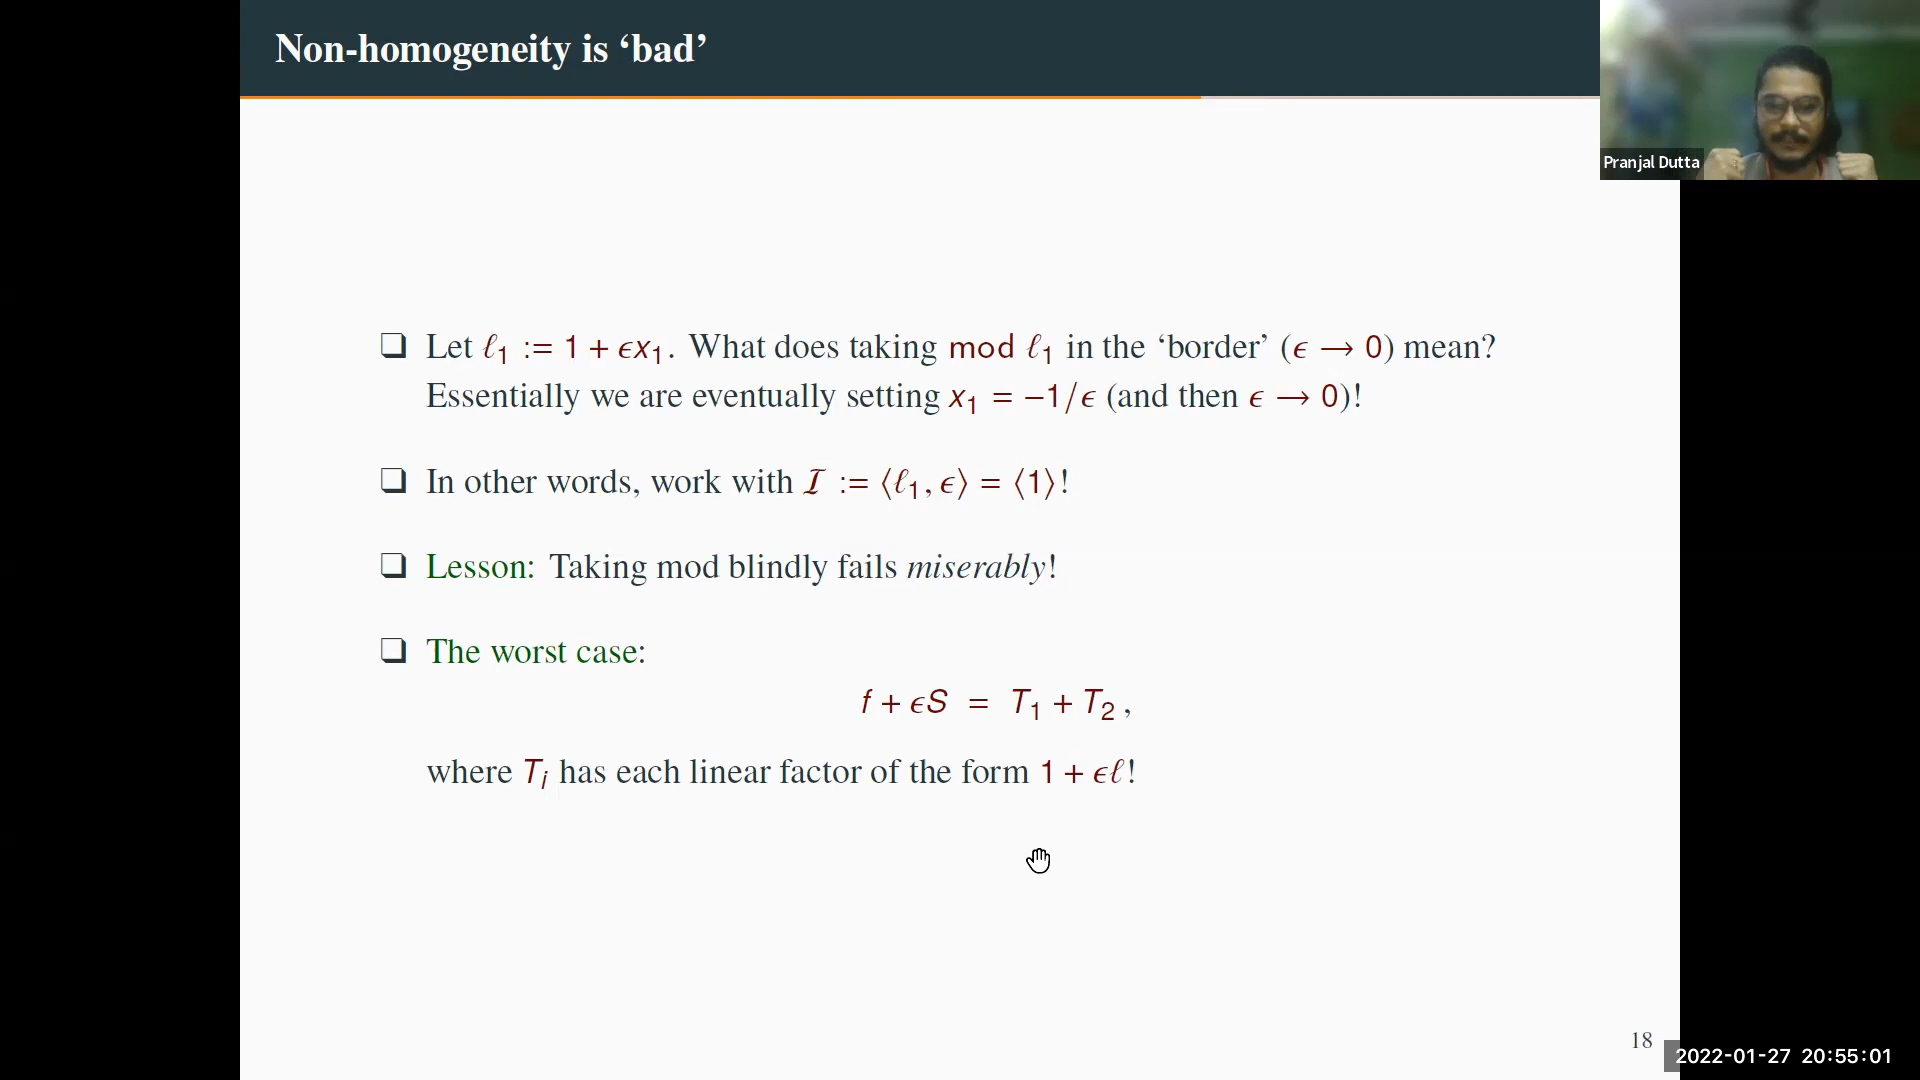 Non-homogeneity is ‘bad’
Pranjal Dutta
❑ Let ℓ₁ := 1 + ϵx₁. What does taking mod ℓ₁ in the ‘border’ (ϵ → 0) mean?
Essentially we are eventually setting x₁ = −1/ϵ (and then ϵ → 0)!
❑ In other words, work with 𝓘 := ⟨ℓ₁, ϵ⟩ = ⟨1⟩!
❑ Lesson: Taking mod blindly fails miserably!
❑ The worst case:
f + ϵS = T₁ + T₂ ,
where Tᵢ has each linear factor of the form 1 + ϵℓ!
18
2022-01-27 20:55:01